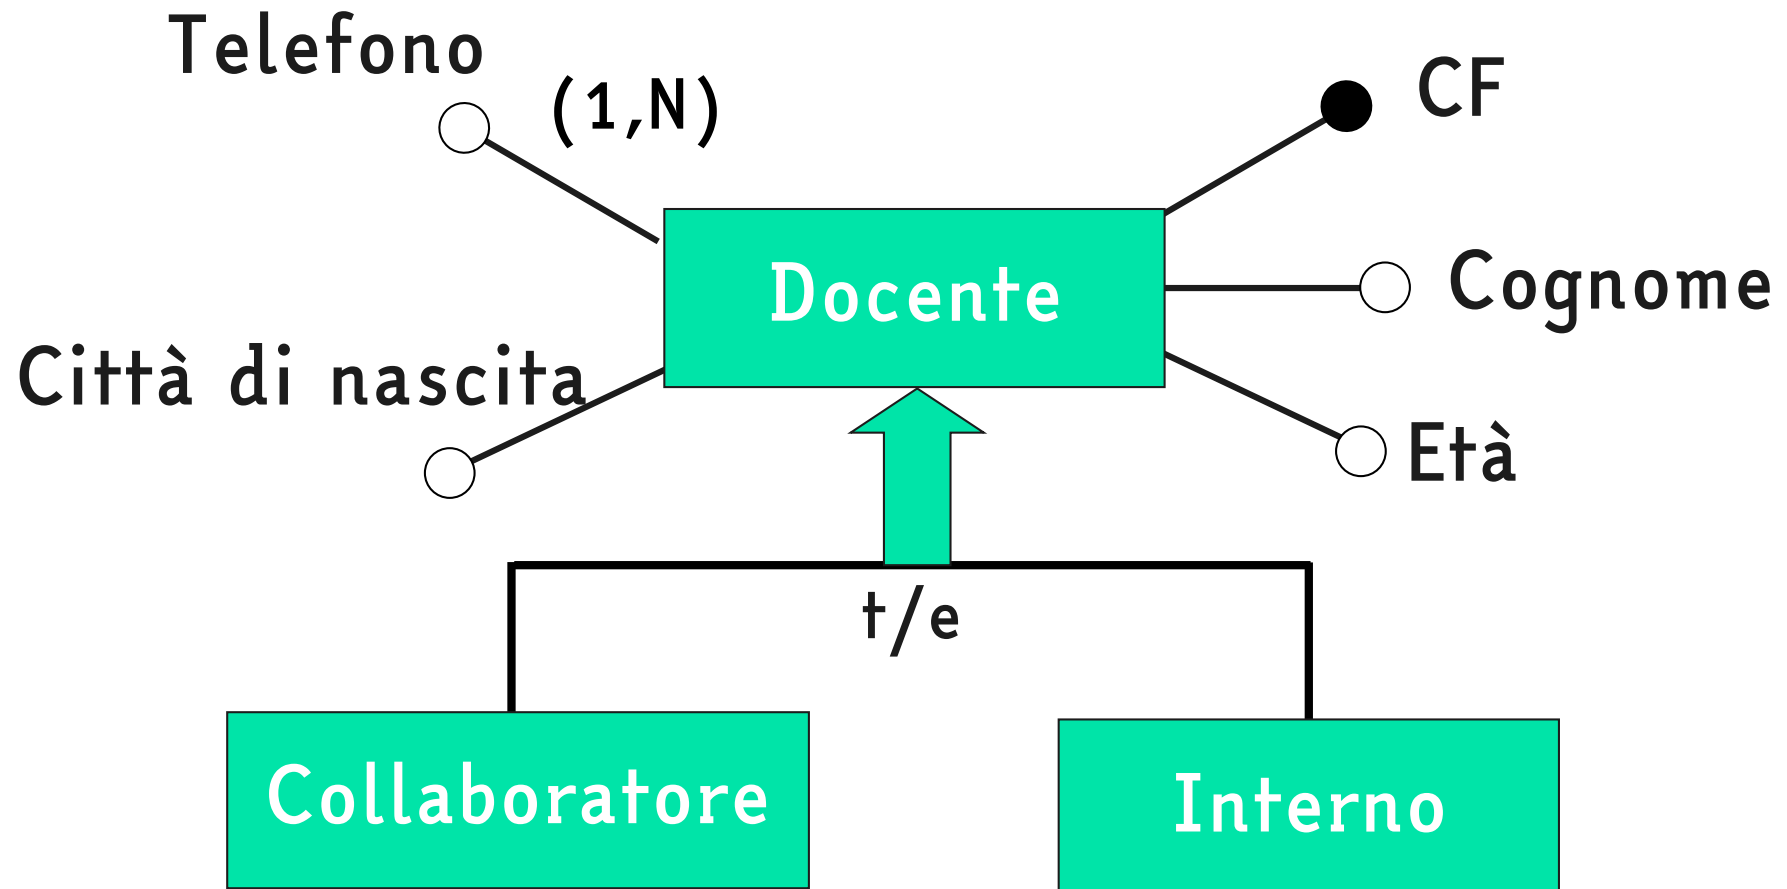 Telefono
(1,N)
CF
Docente
Cognome
Città di nascita
Età
t/e
Collaboratore
Interno